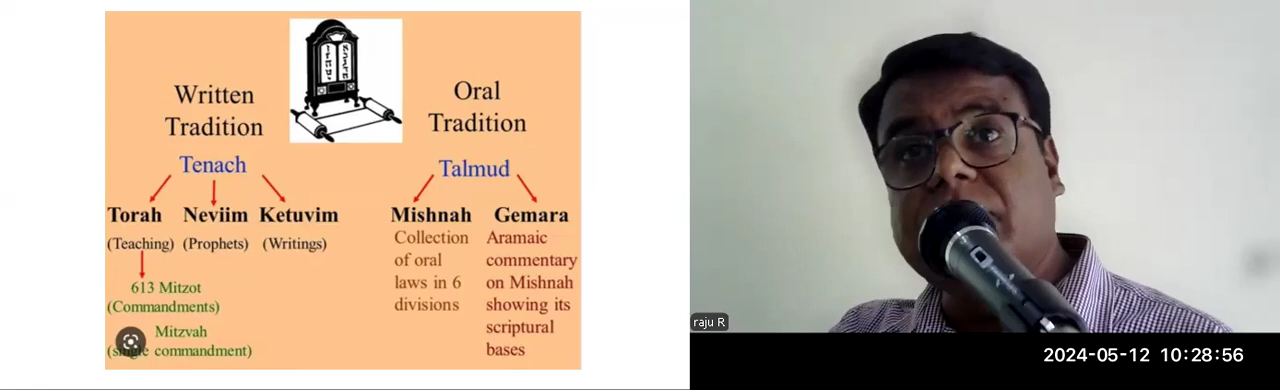 Written
Tradition
Oral
Tradition
Tenach
Talmud
Torah Neviim Ketuvim
(Teaching) (Prophets) (Writings)
613 Mitzot
(Commandments)
Mitzvah
(single commandment)
Mishnah
Collection
of oral
laws in 6
divisions
Gemara
Aramaic
commentary
on Mishnah
showing its
scriptural
bases
raju R
2024-05-12 10:28:56